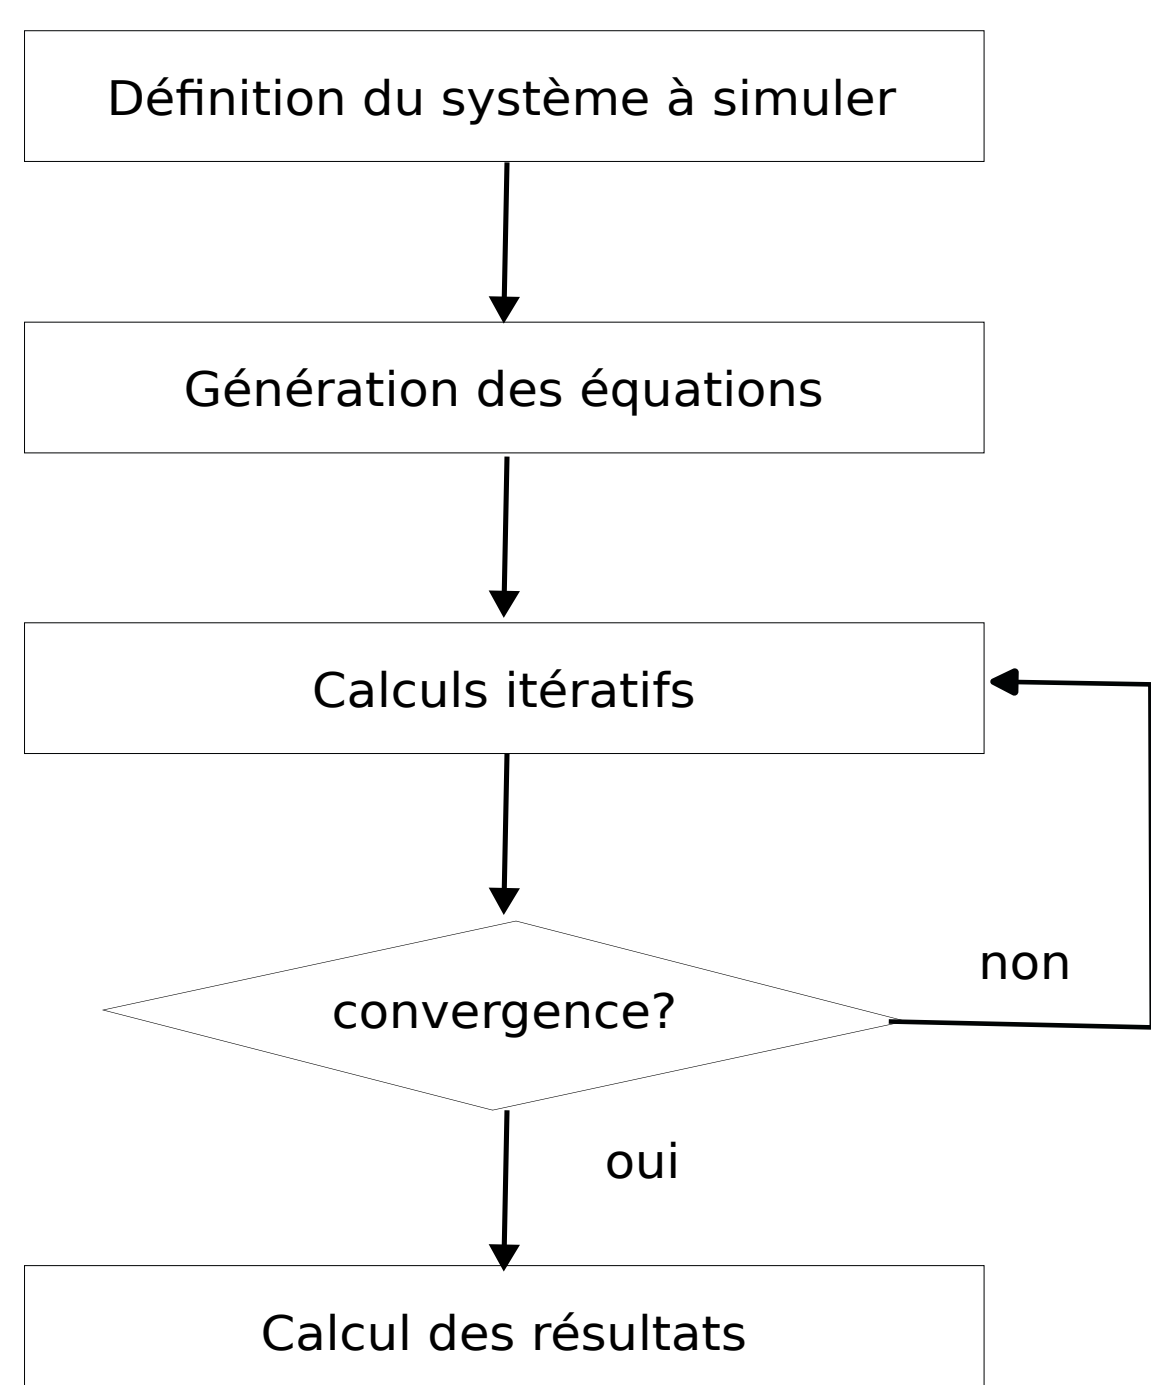 Définition du système à simuler
Génération des équations
Calculs itératifs
convergence?
non
oui
Calcul des résultats